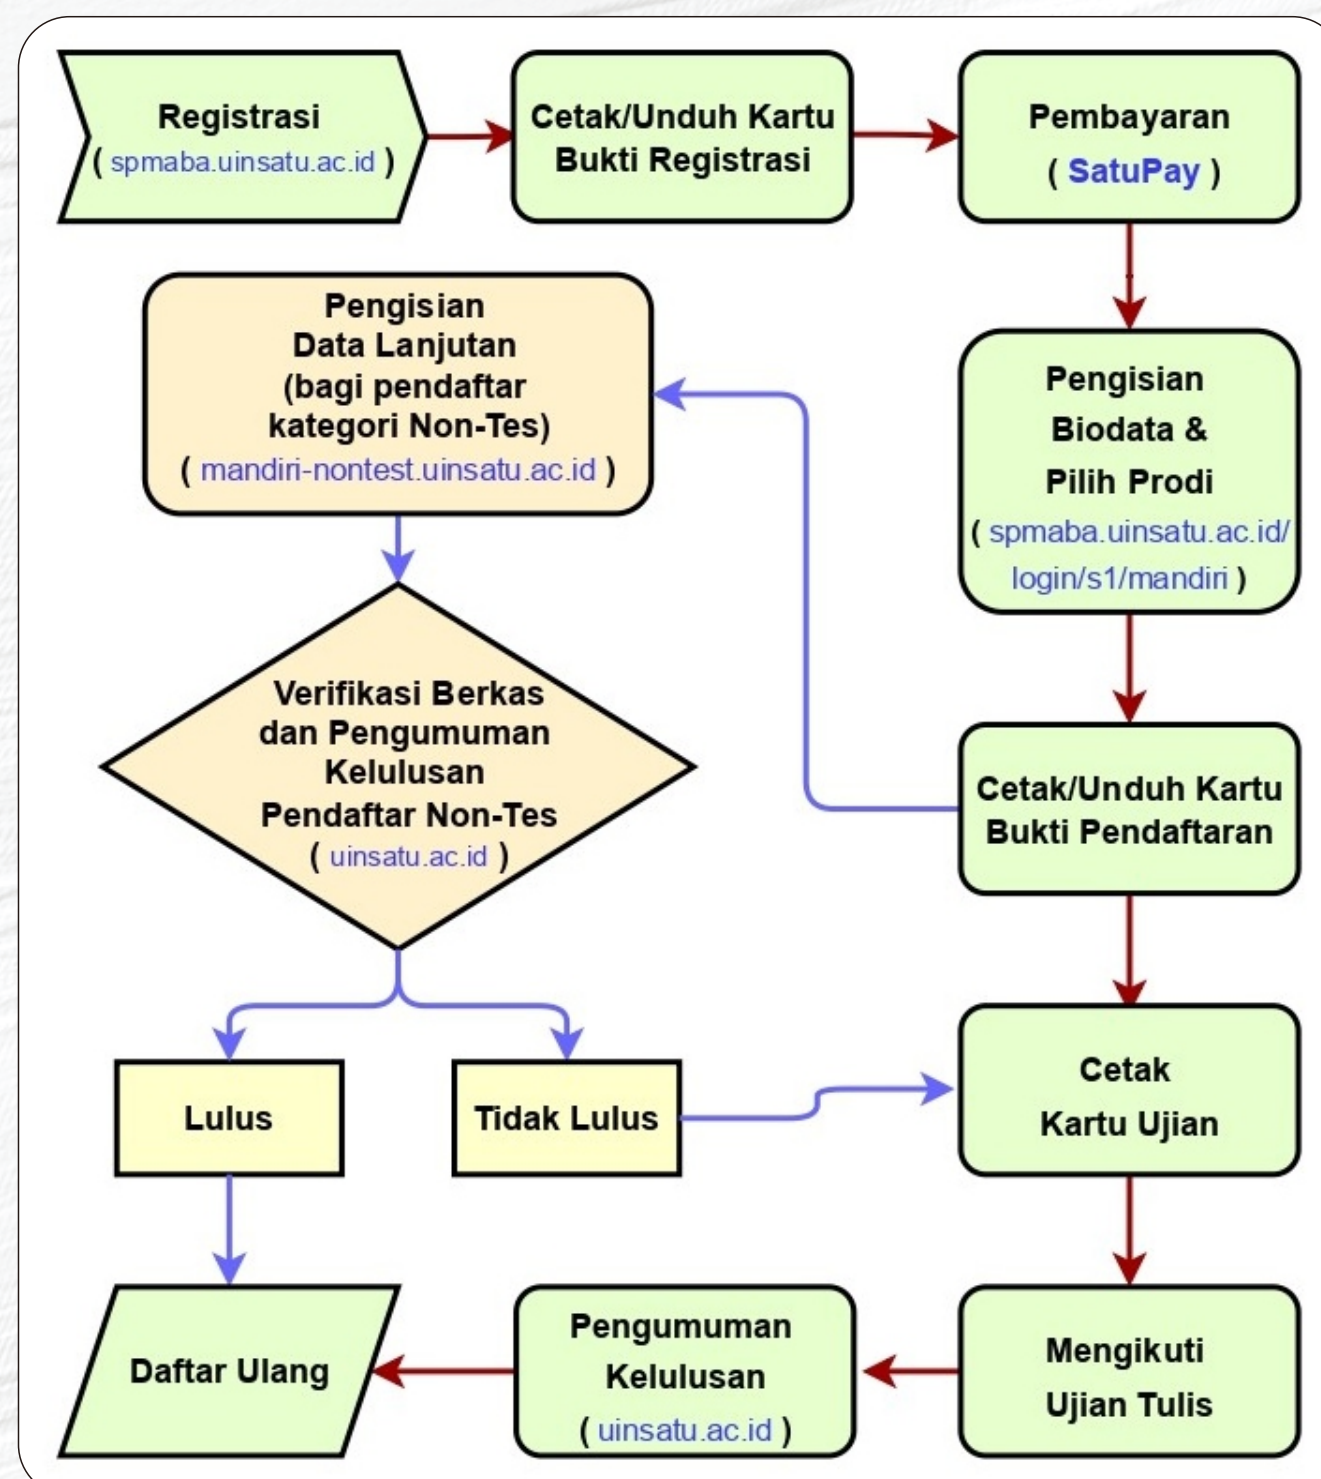 Registrasi
( spmaba.uinsatu.ac.id )
Cetak/Unduh Kartu
Bukti Registrasi
Pembayaran
( SatuPay )
Pengisian
Biodata &
Pilih Prodi
( spmaba.uinsatu.ac.id/
login/s1/mandiri )
Cetak/Unduh Kartu
Bukti Pendaftaran
Pengisian
Data Lanjutan
(bagi pendaftar
kategori Non-Tes)
( mandiri-nontest.uinsatu.ac.id )
Verifikasi Berkas
dan Pengumuman
Kelulusan
Pendaftar Non-Tes
( uinsatu.ac.id )
Lulus
Tidak Lulus
Cetak
Kartu Ujian
Mengikuti
Ujian Tulis
Pengumuman
Kelulusan
( uinsatu.ac.id )
Daftar Ulang